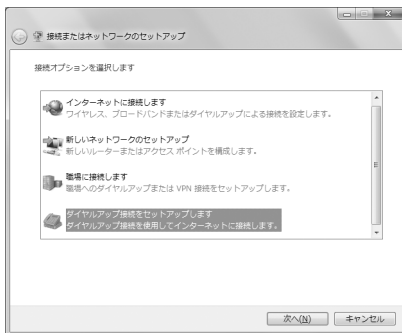 接続またはネットワークのセットアップ
接続オプションを選択します
インターネットに接続します
ワイヤレス、ブロードバンドまたはダイヤルアップによる接続を設定します。
新しいネットワークのセットアップ
新しいルーターまたはアクセス ポイントを構成します。
職場に接続します
職場へのダイヤルアップまたは VPN 接続をセットアップします。
ダイヤルアップ接続をセットアップします
ダイヤルアップ接続を使用してインターネットに接続します。
次へ(N)
キャンセル